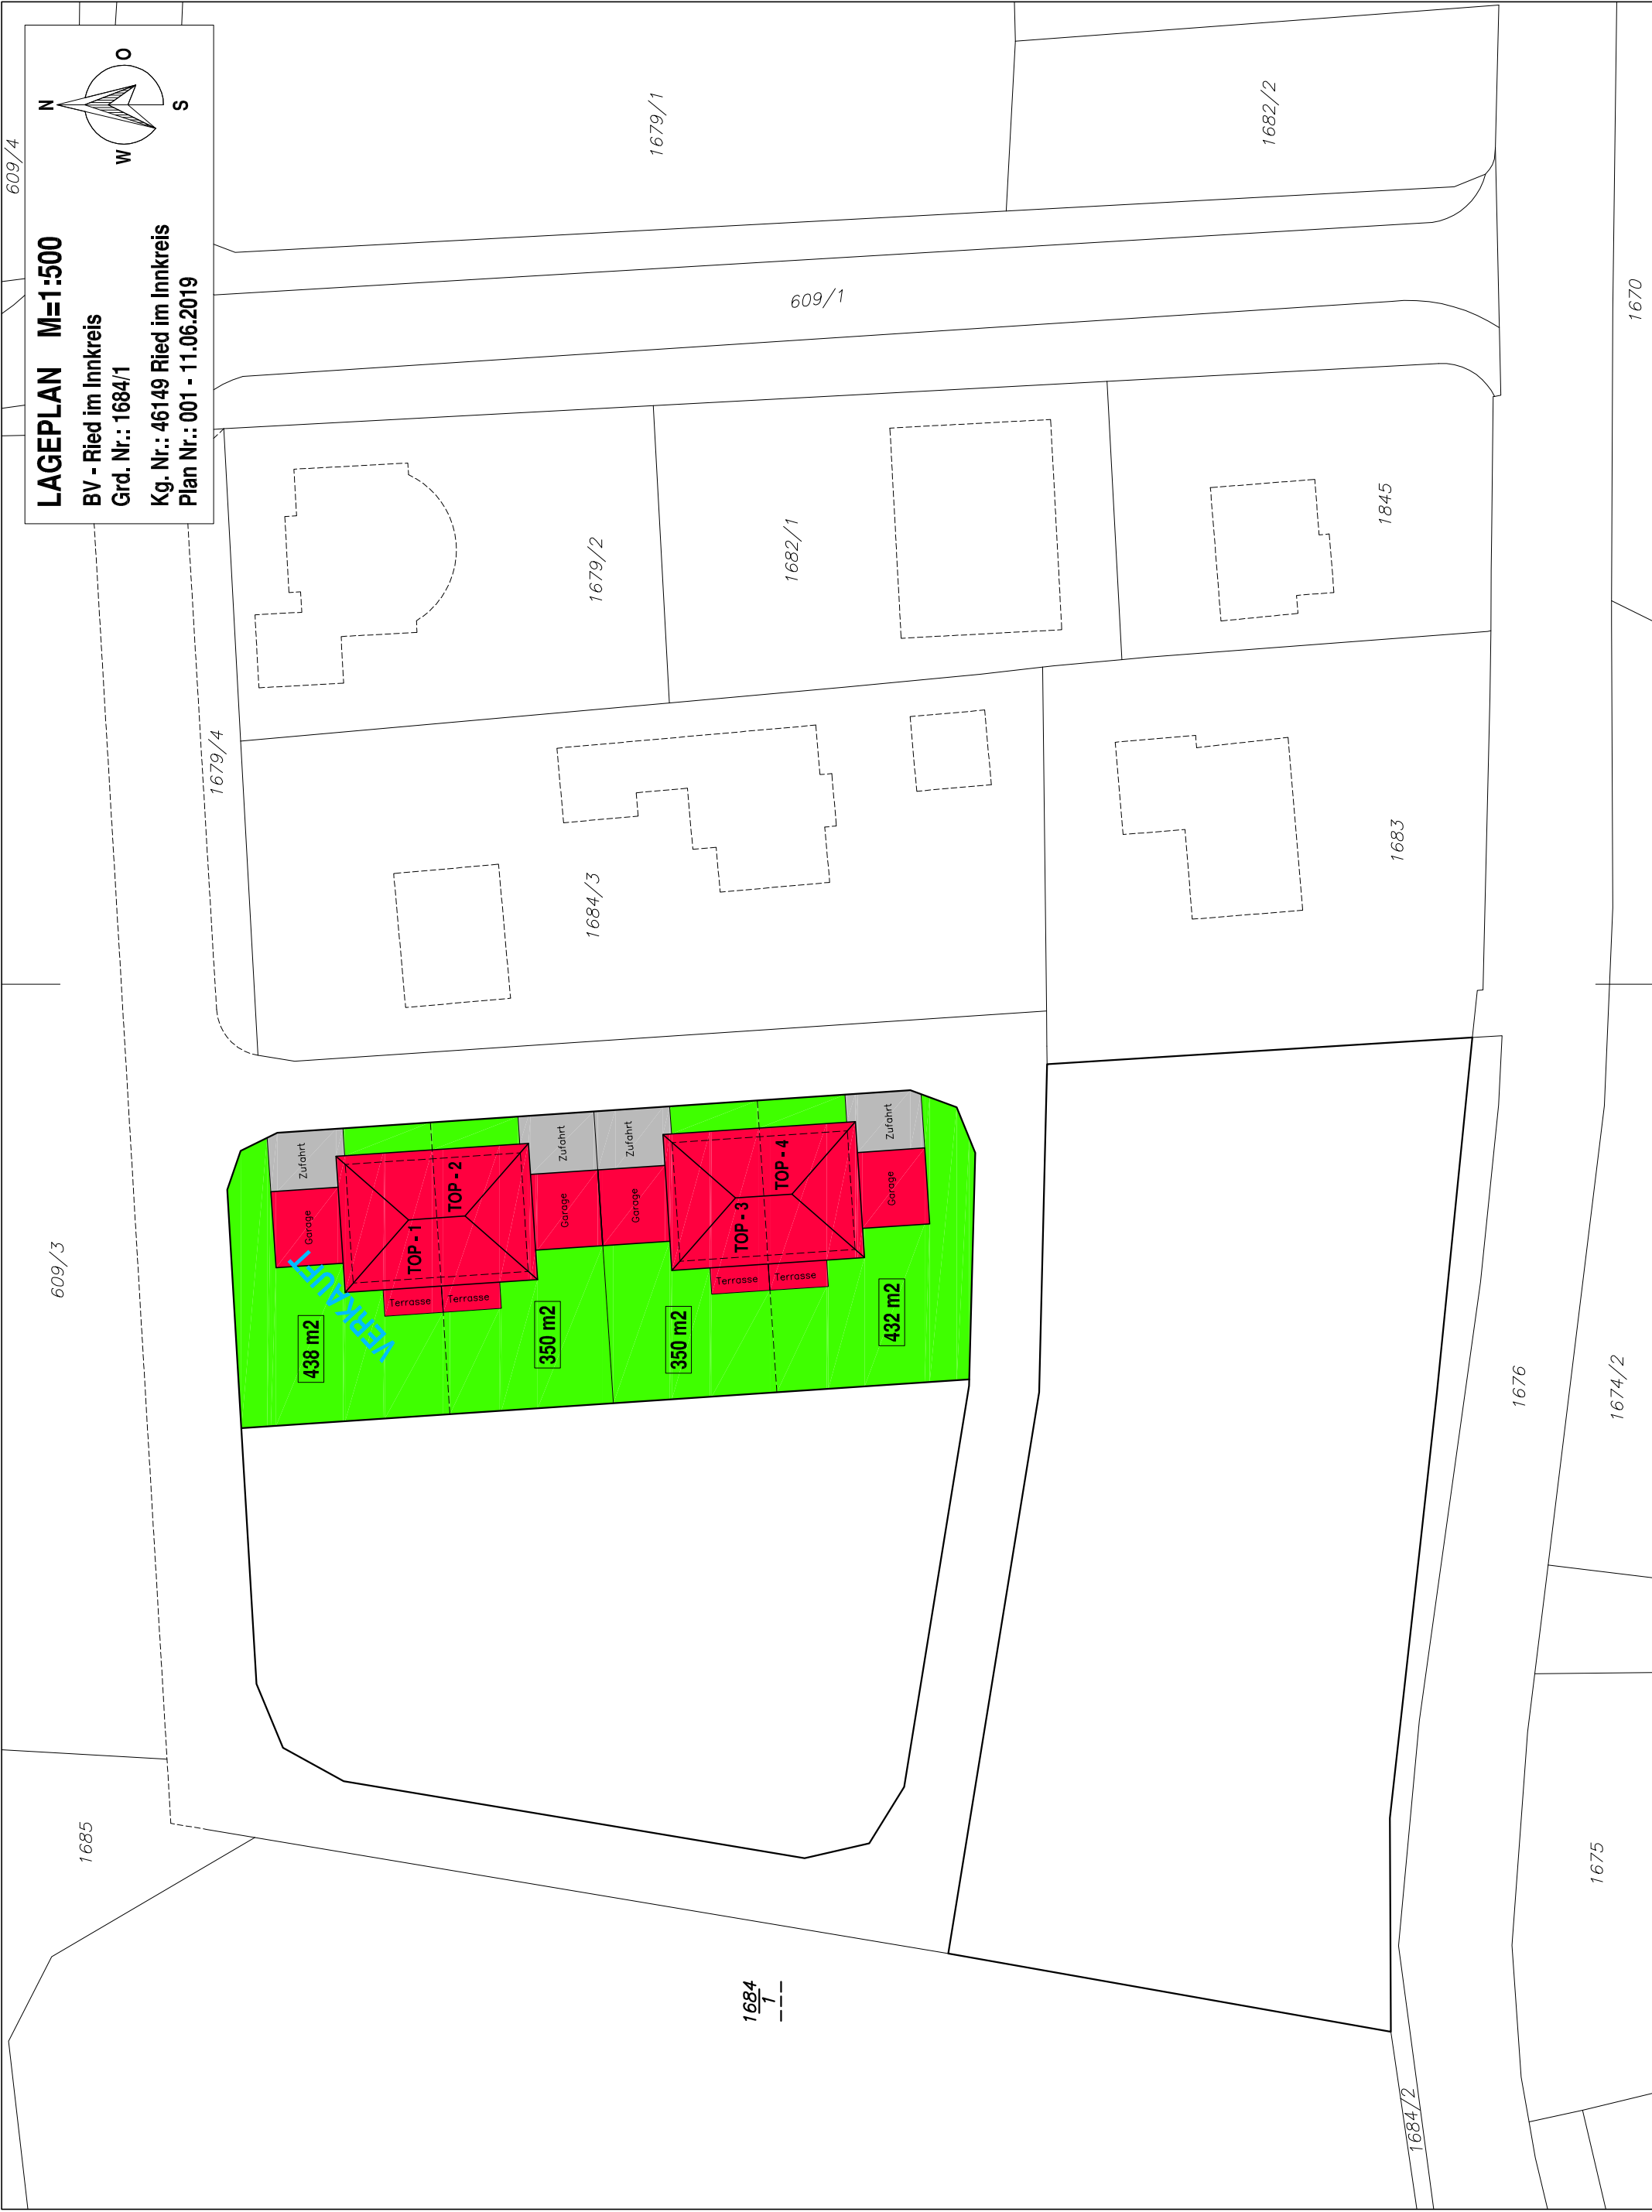 LAGEPLAN M=1:500
BV - Ried im Innkreis
Grd. Nr.: 1684/1
Kg. Nr.: 46149 Ried im Innkreis
Plan Nr.: 001 - 11.06.2019
N
W
O
S
609/4
609/3
1685
1679/4
1679/1
1682/2
609/1
1679/2
1682/1
1845
1670
1684/3
1683
Zufahrt
Garage
TOP - 1
TOP - 2
Terrasse
Terrasse
VERKAUFT
438 m2
Zufahrt
Garage
350 m2
Zufahrt
Garage
350 m2
TOP - 3
TOP - 4
Terrasse
Terrasse
Zufahrt
Garage
432 m2
1676
1674/2
1675
1684
1
1684/2